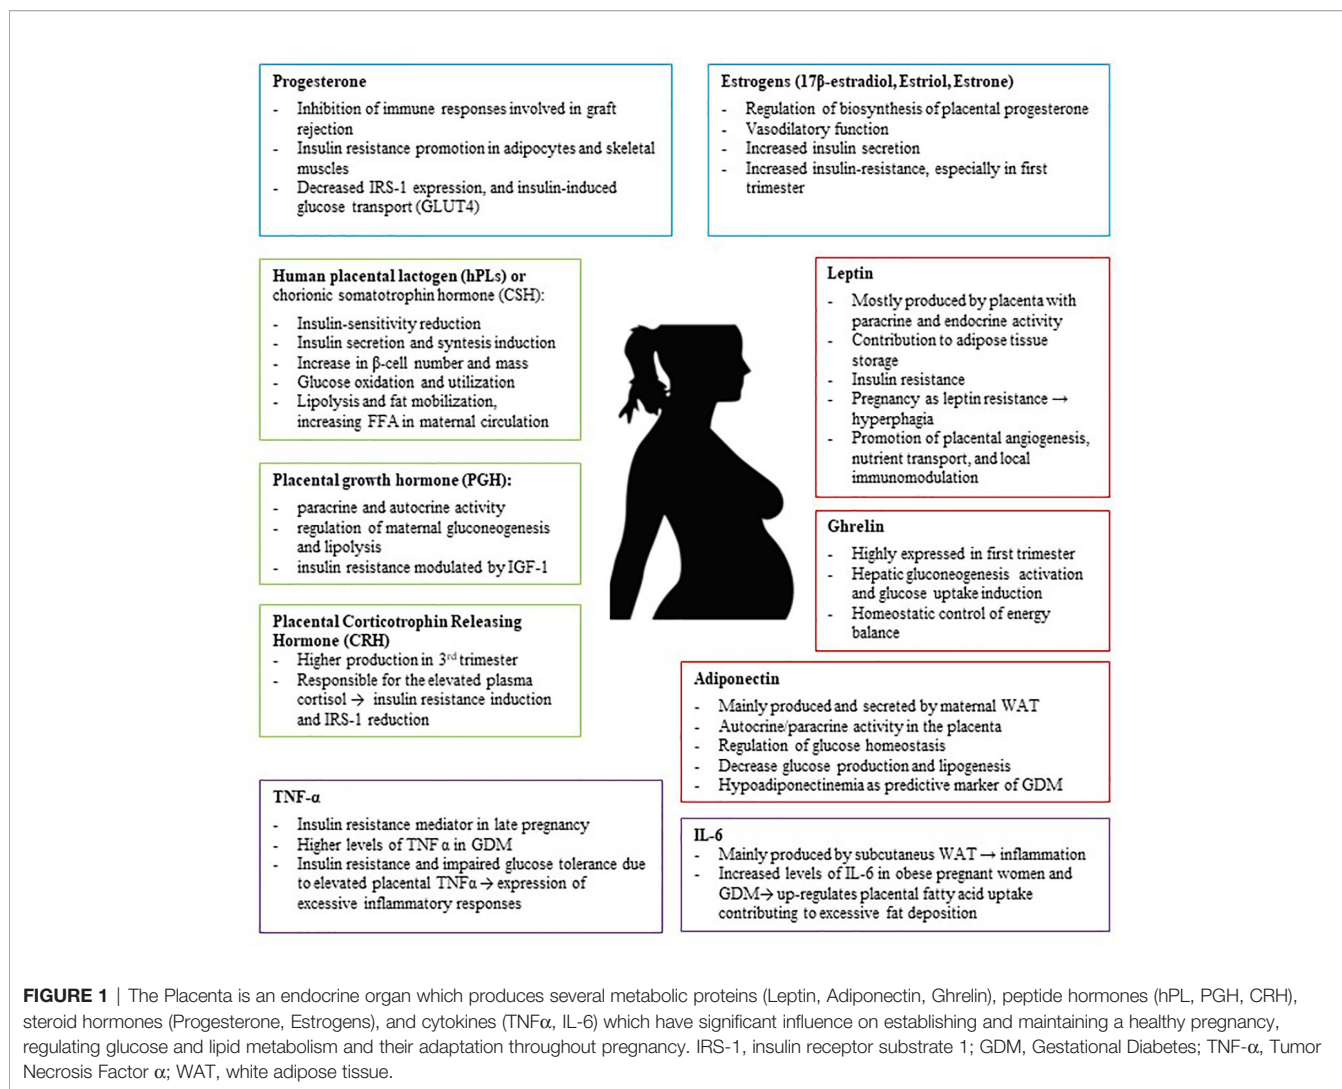 Progesterone
- Inhibition of immune responses involved in graft
rejection
- Insulin resistance promotion in adipocytes and skeletal
muscles
- Decreased IRS-1 expression, and insulin-induced
glucose transport (GLUT4)
Estrogens (17β-estradiol, Estriol, Estrone)
- Regulation of biosynthesis of placental progesterone
- Vasodilatory function
- Increased insulin secretion
- Increased insulin-resistance, especially in first
trimester
Human placental lactogen (hPLs) or
chorionic somatotrophin hormone (CSH):
- Insulin-sensitivity reduction
- Insulin secretion and syntesis induction
- Increase in β-cell number and mass
- Glucose oxidation and utilization
- Lipolysis and fat mobilization,
increasing FFA in maternal circulation
Placental growth hormone (PGH):
- paracrine and autocrine activity
- regulation of maternal gluconeogenesis
and lipolysis
- insulin resistance modulated by IGF-1
Placental Corticotrophin Releasing
Hormone (CRH)
- Higher production in 3rd trimester
- Responsible for the elevated plasma
cortisol → insulin resistance induction
and IRS-1 reduction
Leptin
- Mostly produced by placenta with
paracrine and endocrine activity
- Contribution to adipose tissue
storage
- Insulin resistance
- Pregnancy as leptin resistance →
hyperphagia
- Promotion of placental angiogenesis,
nutrient transport, and local
immunomodulation
Ghrelin
- Highly expressed in first trimester
- Hepatic gluconeogenesis activation
and glucose uptake induction
- Homeostatic control of energy
balance
Adiponectin
- Mainly produced and secreted by maternal WAT
- Autocrine/paracrine activity in the placenta
- Regulation of glucose homeostasis
- Decrease glucose production and lipogenesis
- Hypoadiponectinemia as predictive marker of GDM
TNF-α
- Insulin resistance mediator in late pregnancy
- Higher levels of TNF α in GDM
- Insulin resistance and impaired glucose tolerance due
to elevated placental TNFα → expression of
excessive inflammatory responses
IL-6
- Mainly produced by subcutaneus WAT → inflammation
- Increased levels of IL-6 in obese pregnant women and
GDM → up-regulates placental fatty acid uptake
contributing to excessive fat deposition
FIGURE 1 | The Placenta is an endocrine organ which produces several metabolic proteins (Leptin, Adiponectin, Ghrelin), peptide hormones (hPL, PGH, CRH),
steroid hormones (Progesterone, Estrogens), and cytokines (TNFα, IL-6) which have significant influence on establishing and maintaining a healthy pregnancy,
regulating glucose and lipid metabolism and their adaptation throughout pregnancy. IRS-1, insulin receptor substrate 1; GDM, Gestational Diabetes; TNF-α, Tumor
Necrosis Factor α; WAT, white adipose tissue.